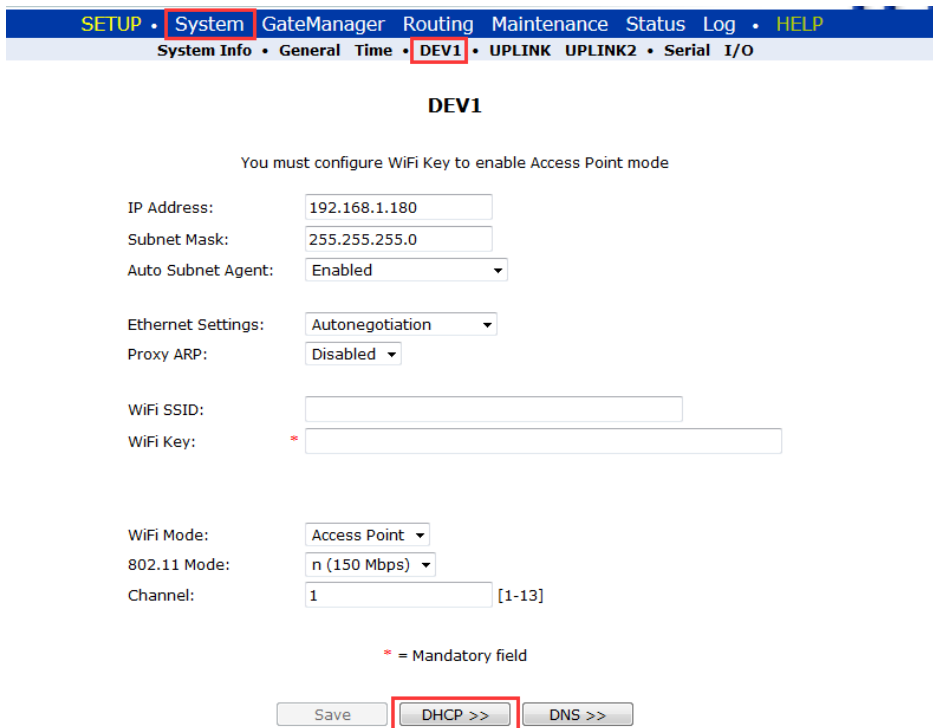 SETUP • System GateManager Routing Maintenance Status Log • HELP
System Info • General Time • DEV1 • UPLINK UPLINK2 • Serial I/O
DEV1
You must configure WiFi Key to enable Access Point mode
IP Address: 192.168.1.180
Subnet Mask: 255.255.255.0
Auto Subnet Agent: Enabled
Ethernet Settings: Autonegotiation
Proxy ARP: Disabled
WiFi SSID:
WiFi Key: *
WiFi Mode: Access Point
802.11 Mode: n (150 Mbps)
Channel: 1 [1-13]
* = Mandatory field
Save DHCP >> DNS >>